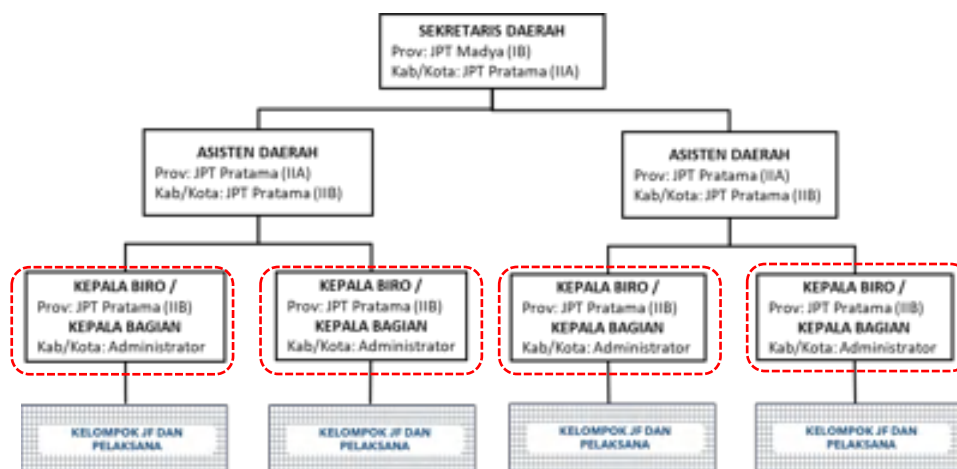 SEKRETARIS DAERAH
Prov: JPT Madya (IB)
Kab/Kota: JPT Pratama (IIA)
ASISTEN DAERAH
Prov: JPT Pratama (IIA)
Kab/Kota: JPT Pratama (IIB)
ASISTEN DAERAH
Prov: JPT Pratama (IIA)
Kab/Kota: JPT Pratama (IIB)
KEPALA BIRO /
Prov: JPT Pratama (IIB)
KEPALA BAGIAN
Kab/Kota: Administrator
KEPALA BIRO /
Prov: JPT Pratama (IIB)
KEPALA BAGIAN
Kab/Kota: Administrator
KEPALA BIRO /
Prov: JPT Pratama (IIB)
KEPALA BAGIAN
Kab/Kota: Administrator
KEPALA BIRO /
Prov: JPT Pratama (IIB)
KEPALA BAGIAN
Kab/Kota: Administrator
KELOMPOK JF DAN
PELAKSANA
KELOMPOK JF DAN
PELAKSANA
KELOMPOK JF DAN
PELAKSANA
KELOMPOK JF DAN
PELAKSANA